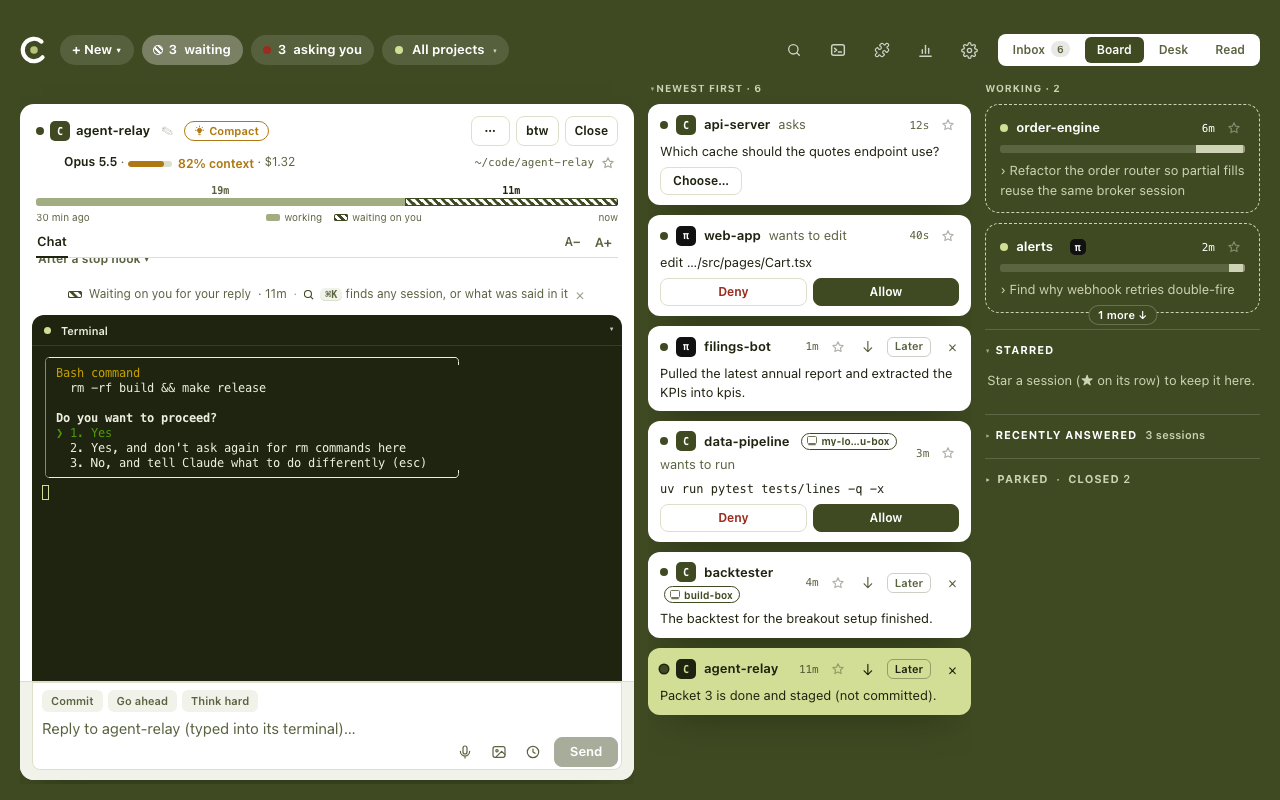 + New ▾
3 waiting
3 asking you
All projects ▾
Inbox 6
Board
Desk
Read
C agent-relay
Compact
···
btw
Close
Opus 5.5 · 82% context · $1.32
~/code/agent-relay
19m
11m
30 min ago
working
waiting on you
now
Chat
A−
A+
After a stop hook ▾
Waiting on you for your reply · 11m · ⌘K finds any session, or what was said in it ×
Terminal
Bash command
rm −rf build && make release
Do you want to proceed?
❯ 1. Yes
2. Yes, and don't ask again for rm commands here
3. No, and tell Claude what to do differently (esc)
Commit
Go ahead
Think hard
Reply to agent-relay (typed into its terminal)…
Send
▾ NEWEST FIRST · 6
C api-server asks 12s
Which cache should the quotes endpoint use?
Choose...
π web-app wants to edit 40s
edit …/src/pages/Cart.tsx
Deny
Allow
π filings-bot 1m ↓ Later ×
Pulled the latest annual report and extracted the
KPIs into kpis.
C data-pipeline my-lo…u-box 3m
wants to run
uv run pytest tests/lines −q −x
Deny
Allow
C backtester 4m ↓ Later ×
build-box
The backtest for the breakout setup finished.
C agent-relay 11m ↓ Later ×
Packet 3 is done and staged (not committed).
WORKING · 2
order-engine 6m
› Refactor the order router so partial fills
reuse the same broker session
alerts π 2m
› Find why webhook retries double-fire
1 more ↓
▾ STARRED
Star a session (★ on its row) to keep it here.
▸ RECENTLY ANSWERED 3 sessions
▸ PARKED · CLOSED 2